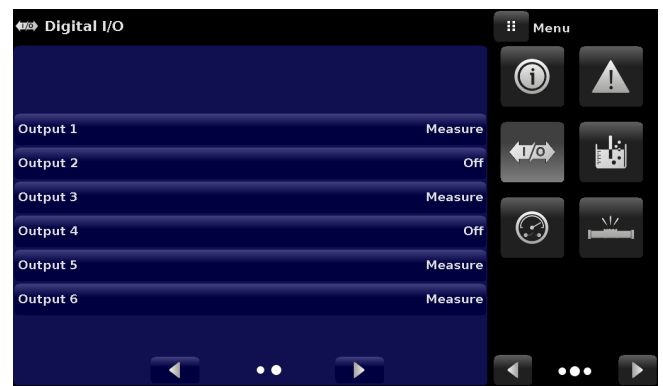 I/O Digital I/O
Menu
Output 1 Measure
Output 2 Off
I/O
Output 3 Measure
Output 4 Off
Output 5 Measure
Output 6 Measure